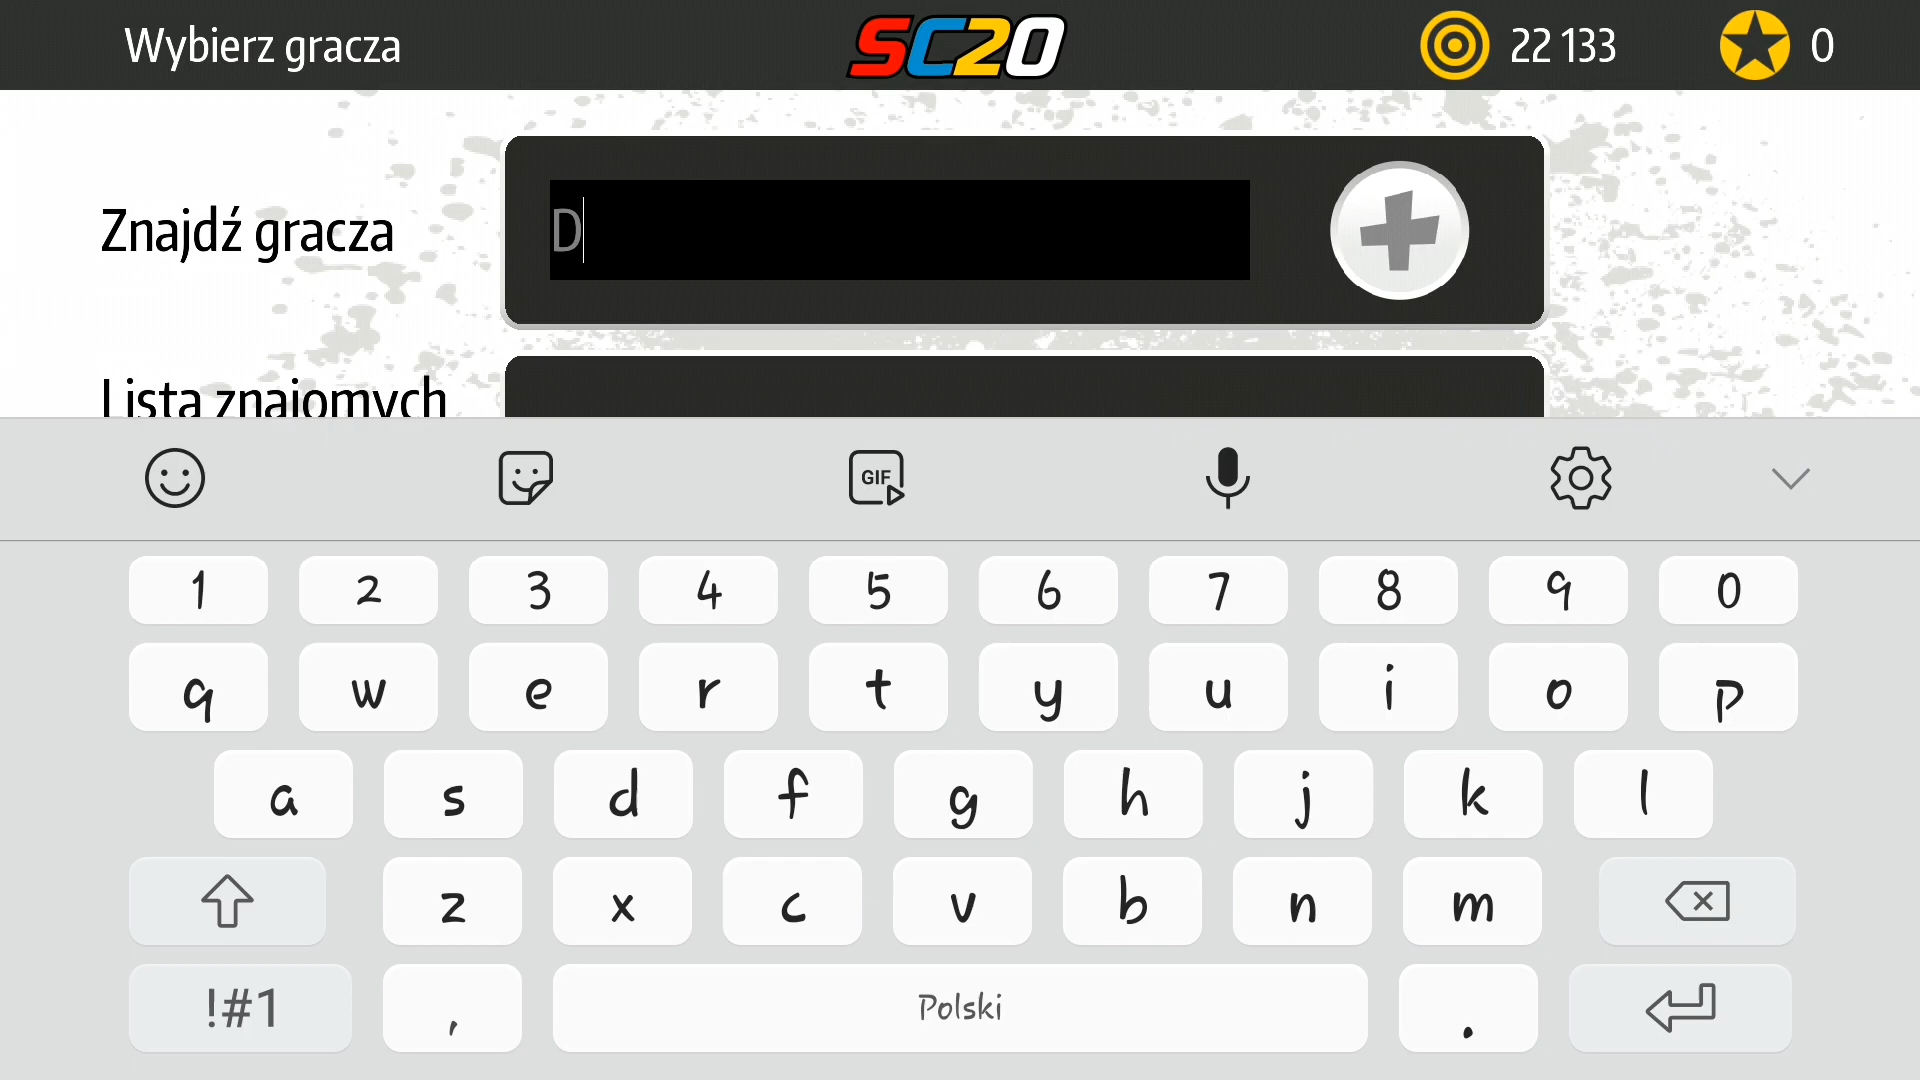 Wybierz gracza
SC20
22 133
0
Znajdź gracza
D
Lista znajomych
GIF
1 2 3 4 5 6 7 8 9 0
q w e r t y u i o p
a s d f g h j k l
z x c v b n m
!#1 , Polski .